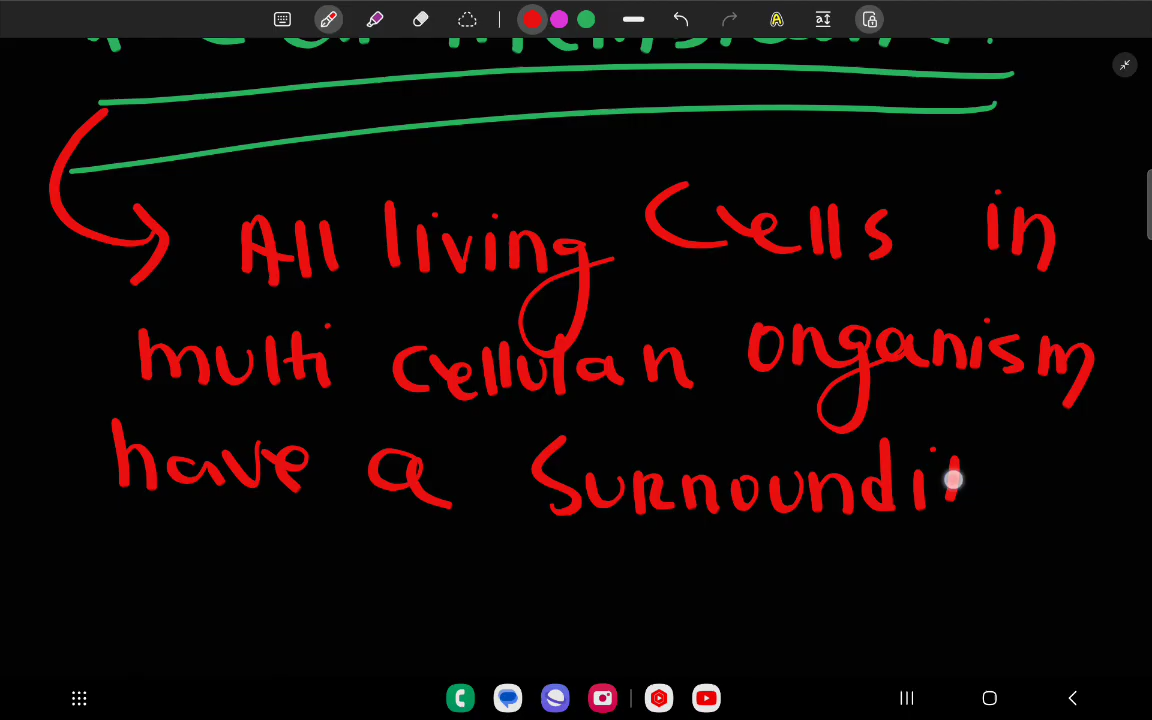 All living Cells in
multi cellular organism
have a Surroundi